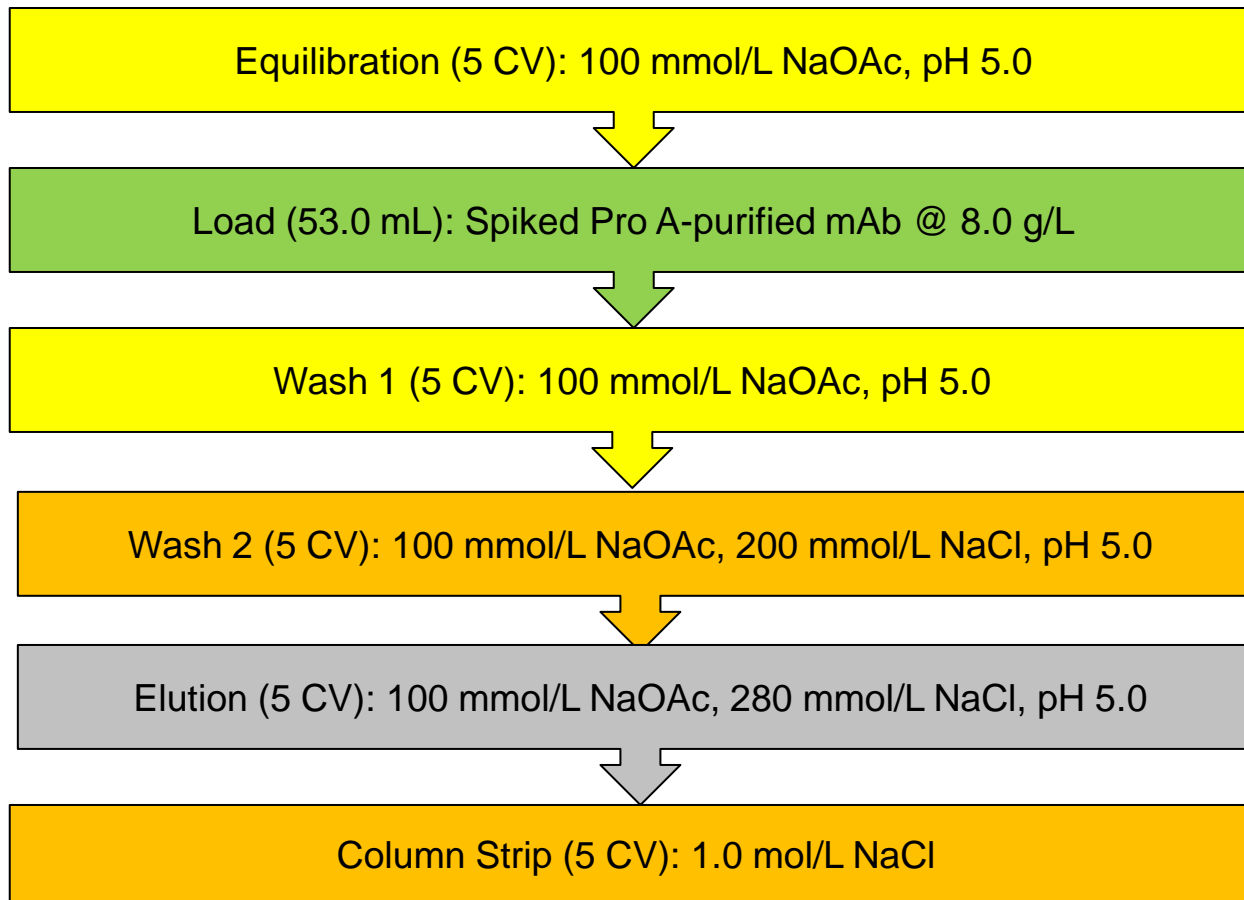 Equilibration (5 CV): 100 mmol/L NaOAc, pH 5.0
Load (53.0 mL): Spiked Pro A-purified mAb @ 8.0 g/L
Wash 1 (5 CV): 100 mmol/L NaOAc, pH 5.0
Wash 2 (5 CV): 100 mmol/L NaOAc, 200 mmol/L NaCl, pH 5.0
Elution (5 CV): 100 mmol/L NaOAc, 280 mmol/L NaCl, pH 5.0
Column Strip (5 CV): 1.0 mol/L NaCl